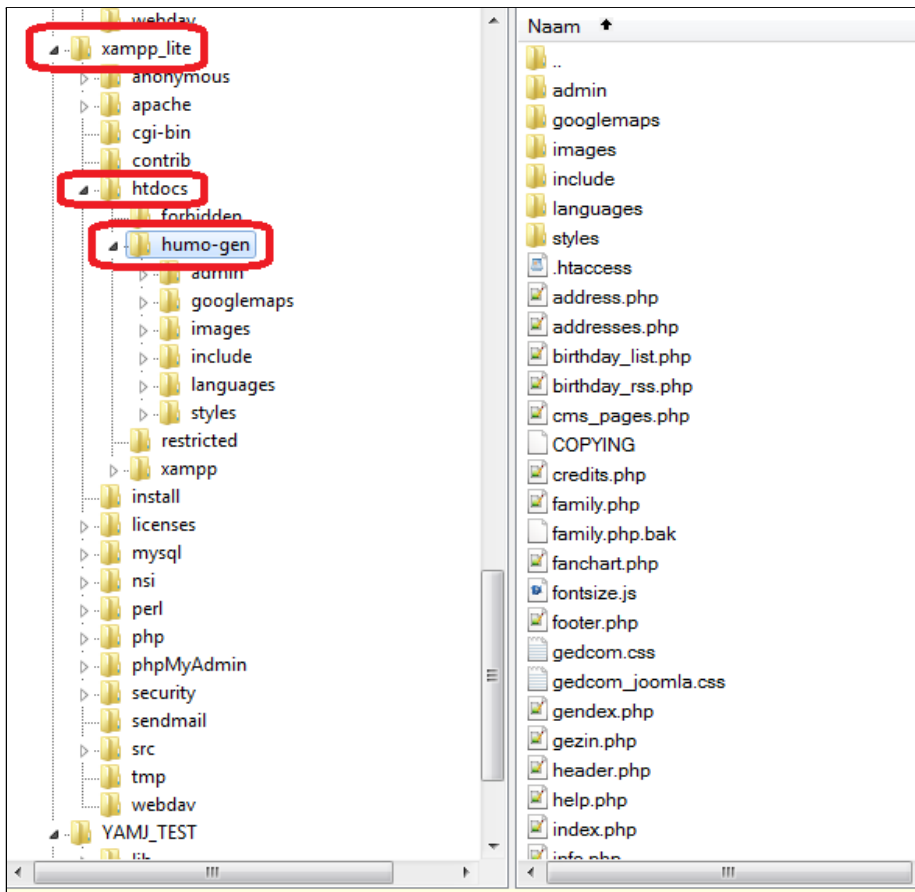 webdav
xampp_lite
anonymous
apache
cgi-bin
contrib
htdocs
forbidden
humo-gen
admin
googlemaps
images
include
languages
styles
restricted
xampp
install
licenses
mysql
nsi
perl
php
phpMyAdmin
security
sendmail
src
tmp
webdav
YAMJ_TEST
lib
Naam
..
admin
googlemaps
images
include
languages
styles
.htaccess
address.php
addresses.php
birthday_list.php
birthday_rss.php
cms_pages.php
COPYING
credits.php
family.php
family.php.bak
fanchart.php
fontsize.js
footer.php
gedcom.css
gedcom_joomla.css
gendex.php
gezin.php
header.php
help.php
index.php
info.php